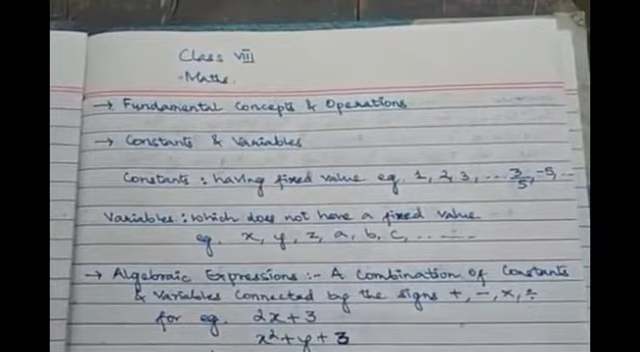 Class VIII
-Maths.
→ Fundamental Concepts & Operations
→ Constants & Variables
Constants : having fixed value eg. 1, 2, 3, ... 3/5, -5, ..
Variables : which does not have a fixed value
eg. x, y, z, a, b, c, .......
→ Algebraic Expressions :- A Combination of Constants
& Variables Connected by the signs +, -, ×, ÷
for eg. 2x + 3
x² + y + 3